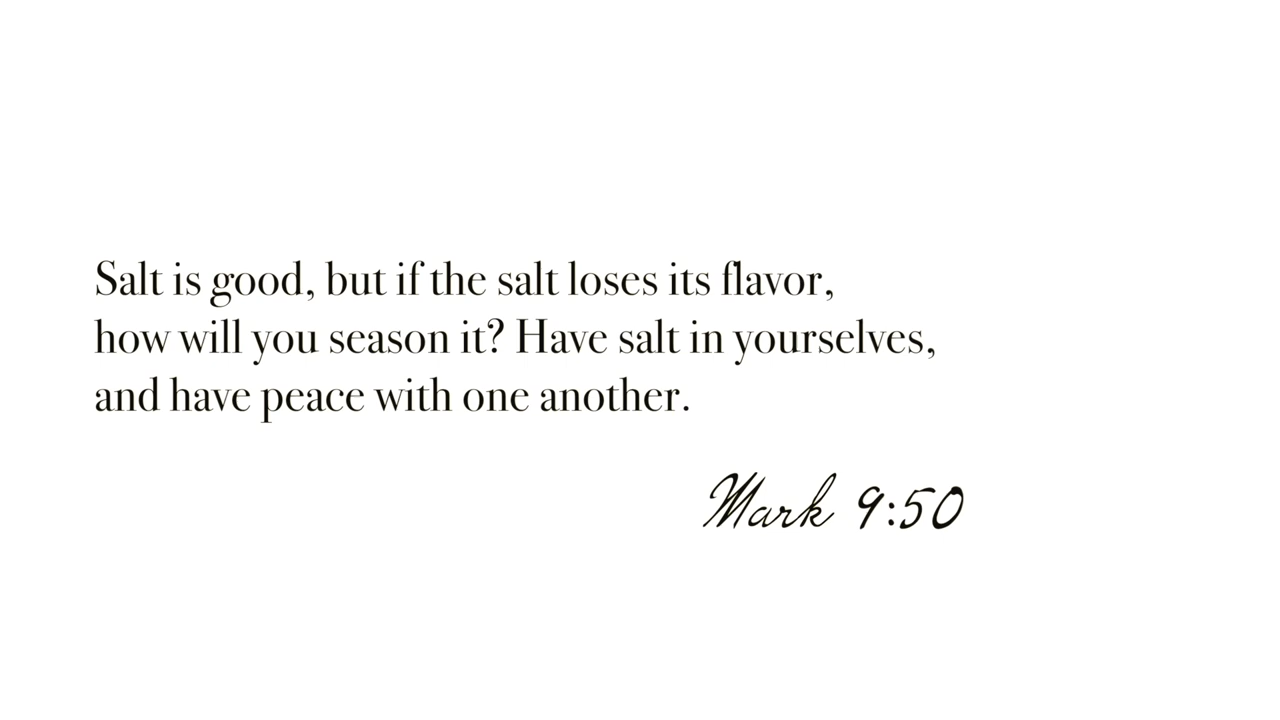 Salt is good, but if the salt loses its flavor,
how will you season it? Have salt in yourselves,
and have peace with one another.
Mark 9:50